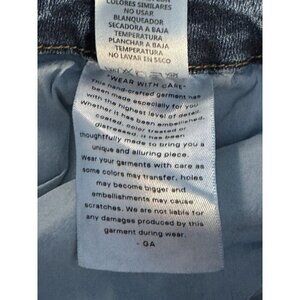 COLORES SIMILARES
NO USAR
BLANQUEADOR
SECADORA A BAJA
TEMPERATURA
PLANCHAR A BAJA
TEMPERATURA
NO LAVAR EN SECO
"WEAR WITH CARE"
This hand-crafted garment has
been made especially for you
with the highest level of detail.
Whether it has been embellished,
coated, color treated or
distressed, it has been
thoughtfully made to bring you a
unique and alluring piece.
Wear your garments with care as
some colors may transfer, holes
may become bigger and
embellishments may cause
scratches. We are not liable for
any damages produced by this
garment during wear.
- GA